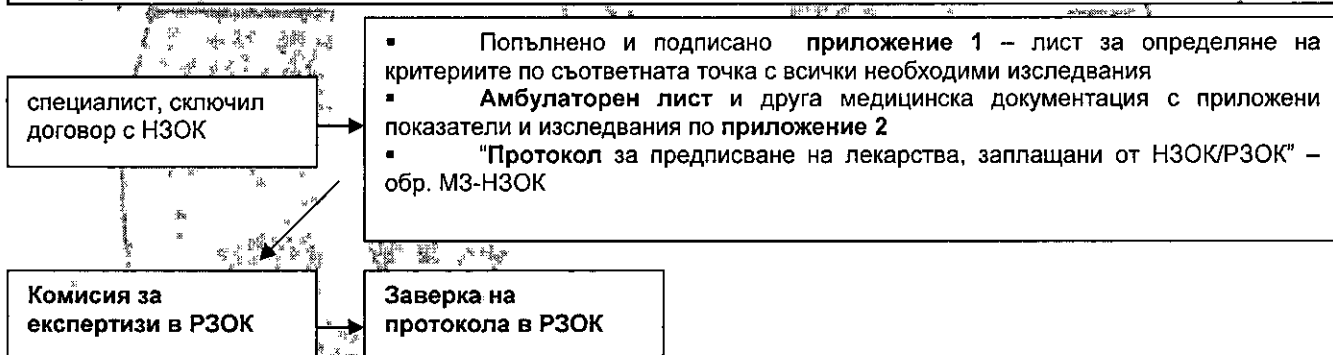 специалист, сключил
договор с НЗОК
▪ Попълнено и подписано приложение 1 – лист за определяне на
критериите по съответната точка с всички необходими изследвания
▪ Амбулаторен лист и друга медицинска документация с приложени
показатели и изследвания по приложение 2
▪ “Протокол за предписване на лекарства, заплащани от НЗОК/РЗОК” –
обр. МЗ-НЗОК
Комисия за
експертизи в РЗОК
Заверка на
протокола в РЗОК